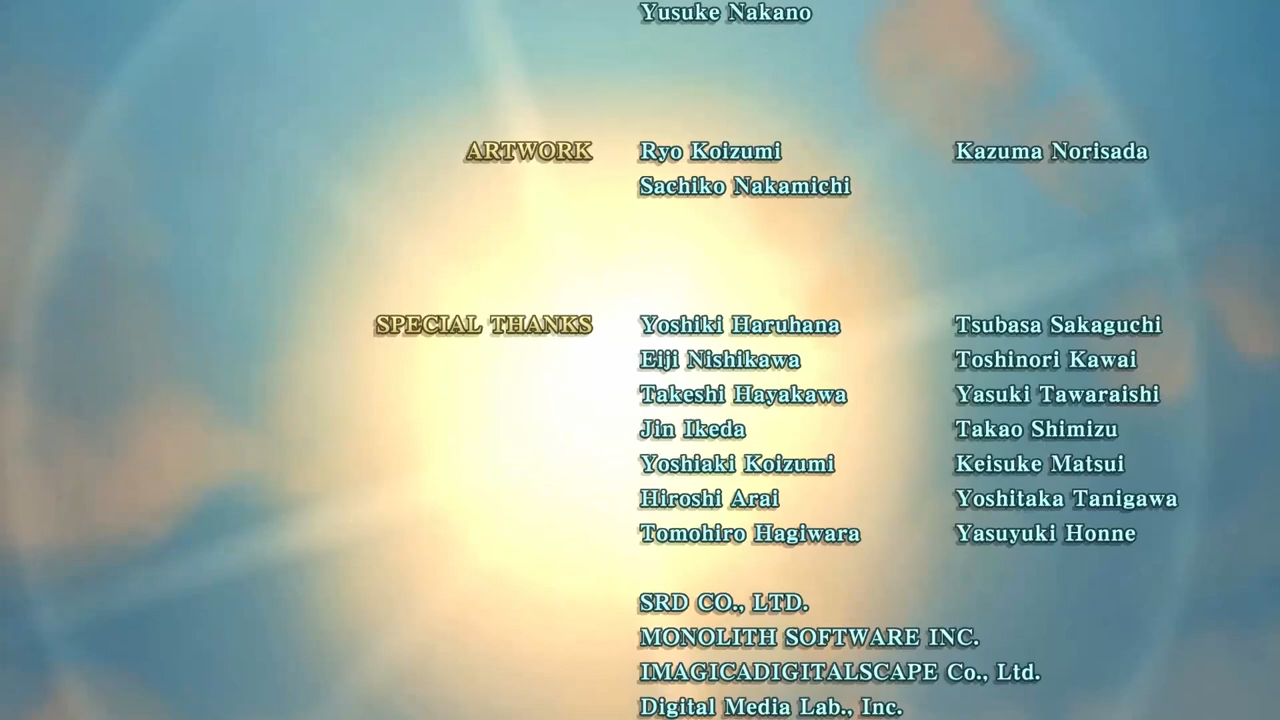 Yusuke Nakano
ARTWORK Ryo Koizumi Kazuma Norisada
Sachiko Nakamichi
SPECIAL THANKS Yoshiki Haruhana Tsubasa Sakaguchi
Eiji Nishikawa Toshinori Kawai
Takeshi Hayakawa Yasuki Tawaraishi
Jin Ikeda Takao Shimizu
Yoshiaki Koizumi Keisuke Matsui
Hiroshi Arai Yoshitaka Tanigawa
Tomohiro Hagiwara Yasuyuki Honne
SRD CO., LTD.
MONOLITH SOFTWARE INC.
IMAGICADIGITALSCAPE Co., Ltd.
Digital Media Lab., Inc.